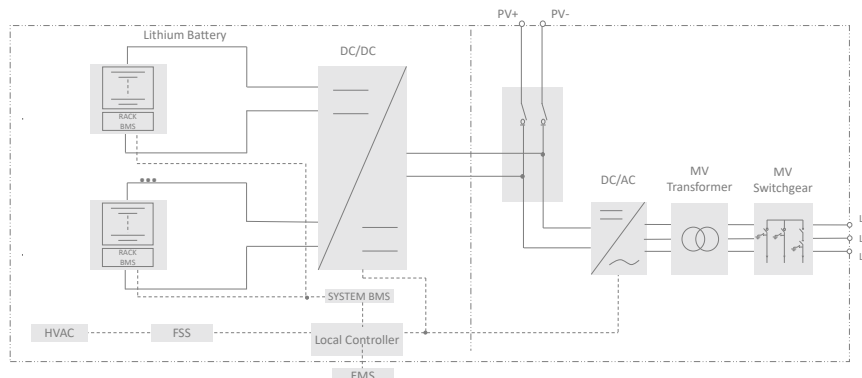 PV+ PV-
Lithium Battery
DC/DC
RACK
BMS
DC/AC
MV
Transformer
MV
Switchgear
L
L
L
RACK
BMS
SYSTEM BMS
HVAC
FSS
Local Controller
EMS